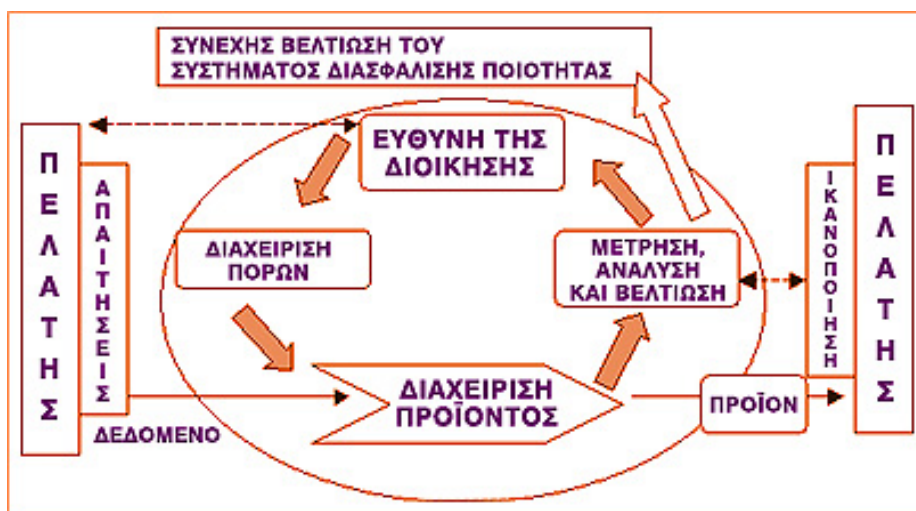 ΣΥΝΕΧΗΣ ΒΕΛΤΙΩΣΗ ΤΟΥ
ΣΥΣΤΗΜΑΤΟΣ ΔΙΑΣΦΑΛΙΣΗΣ ΠΟΙΟΤΗΤΑΣ
ΠΕΛΑΤΗΣ
ΑΠΑΙΤΗΣΕΙΣ
ΕΥΘΥΝΗ ΤΗΣ
ΔΙΟΙΚΗΣΗΣ
ΔΙΑΧΕΙΡΙΣΗ
ΠΟΡΩΝ
ΜΕΤΡΗΣΗ,
ΑΝΑΛΥΣΗ
ΚΑΙ ΒΕΛΤΙΩΣΗ
ΙΚΑΝΟΠΟΙΗΣΗ
ΠΕΛΑΤΗΣ
ΔΙΑΧΕΙΡΙΣΗ
ΠΡΟΪΟΝΤΟΣ
ΠΡΟΪΟΝ
ΔΕΔΟΜΕΝΟ